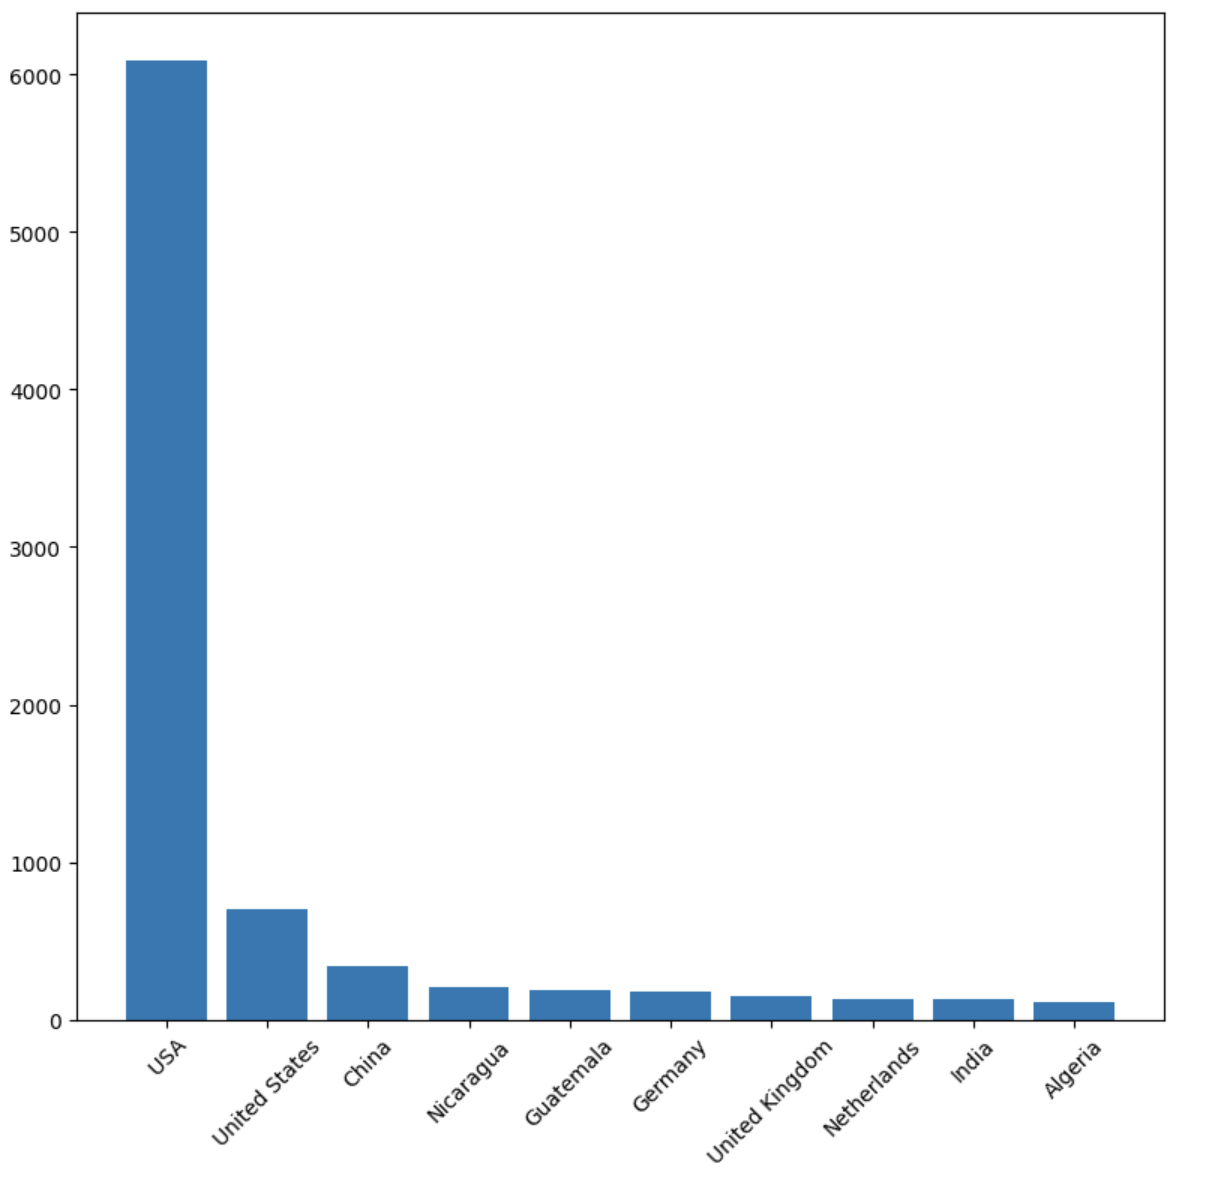 6000
5000
4000
3000
2000
1000
0
USA
United States
China
Nicaragua
Guatemala
Germany
United Kingdom
Netherlands
India
Algeria